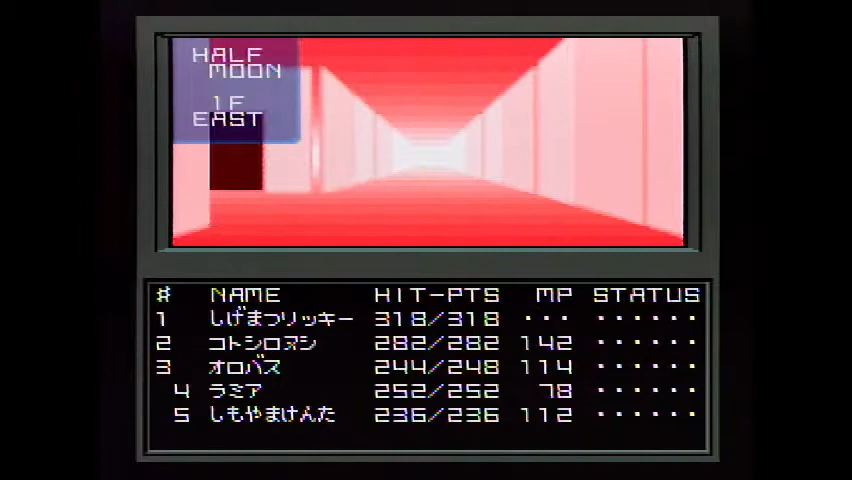 HALF
MOON
1F
EAST
# NAME HIT-PTS MP STATUS
1 しげまつリッキー 318/318 ··· ······
2 コトシロヌシ 282/282 142 ······
3 オロバス 244/248 114 ······
4 ラミア 252/252 78 ······
5 しもやまけんた 236/236 112 ······